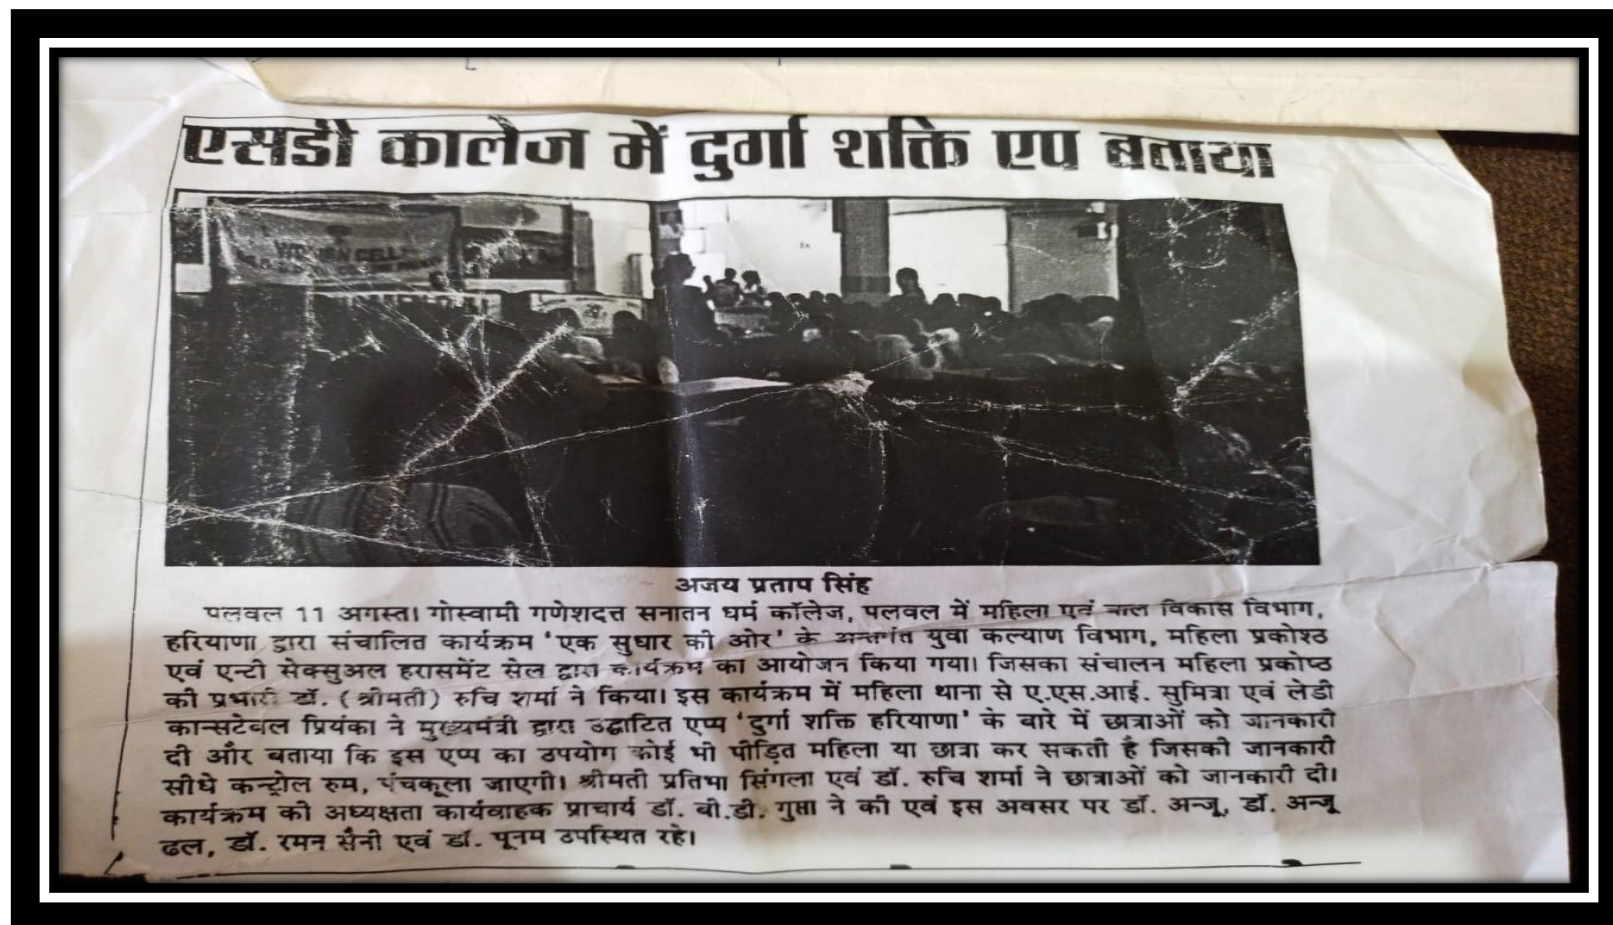 एसडी कालेज में दुर्गा शक्ति एप बताया
WOMEN CELL
अजय प्रताप सिंह
पलवल 11 अगस्त। गोस्वामी गणेशदत्त सनातन धर्म कॉलेज, पलवल में महिला एवं बाल विकास विभाग,
हरियाणा द्वारा संचालित कार्यक्रम 'एक सुधार की ओर' के अन्तर्गत युवा कल्याण विभाग, महिला प्रकोश्ठ
एवं एन्टी सेक्सुअल हरासमेंट सेल द्वारा कार्यक्रम का आयोजन किया गया। जिसका संचालन महिला प्रकोष्ठ
की प्रभारी डॉ. (श्रीमती) रुचि शर्मा ने किया। इस कार्यक्रम में महिला थाना से ए.एस.आई. सुमित्रा एवं लेडी
कान्सटेबल प्रियंका ने मुख्यमंत्री द्वारा उद्घाटित एप्प 'दुर्गा शक्ति हरियाणा' के बारे में छात्राओं को जानकारी
दी और बताया कि इस एप्प का उपयोग कोई भी पीड़ित महिला या छात्रा कर सकती है जिसकी जानकारी
सीधे कन्ट्रोल रुम, पंचकूला जाएगी। श्रीमती प्रतिभा सिंगला एवं डॉ. रुचि शर्मा ने छात्राओं को जानकारी दी।
कार्यक्रम की अध्यक्षता कार्यवाहक प्राचार्य डॉ. बी.डी. गुप्ता ने की एवं इस अवसर पर डॉ. अन्जू, डॉ. अन्जू
ढल, डॉ. रमन सैनी एवं डॉ. पूनम उपस्थित रहे।